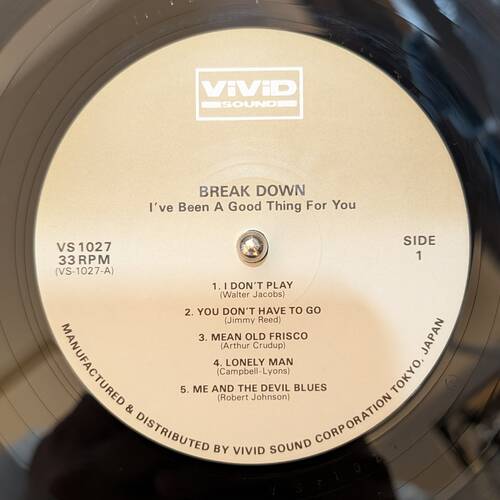 ViViD
SOUND
BREAK DOWN
I've Been A Good Thing For You
VS 1027
33 RPM
(VS-1027-A)
SIDE
1
1. I DON'T PLAY
(Walter Jacobs)
2. YOU DON'T HAVE TO GO
(Jimmy Reed)
3. MEAN OLD FRISCO
(Arthur Crudup)
4. LONELY MAN
(Campbell-Lyons)
5. ME AND THE DEVIL BLUES
(Robert Johnson)
MANUFACTURED & DISTRIBUTED BY VIVID SOUND CORPORATION TOKYO, JAPAN